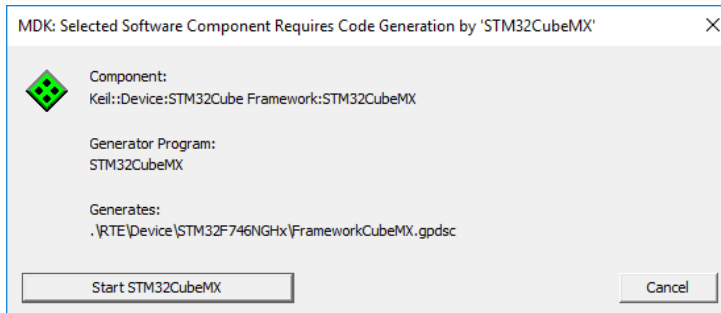 MDK: Selected Software Component Requires Code Generation by 'STM32CubeMX'
Component:
Keil::Device:STM32Cube Framework:STM32CubeMX
Generator Program:
STM32CubeMX
Generates:
.\RTE\Device\STM32F746NGHx\FrameworkCubeMX.gpdsc
Start STM32CubeMX
Cancel